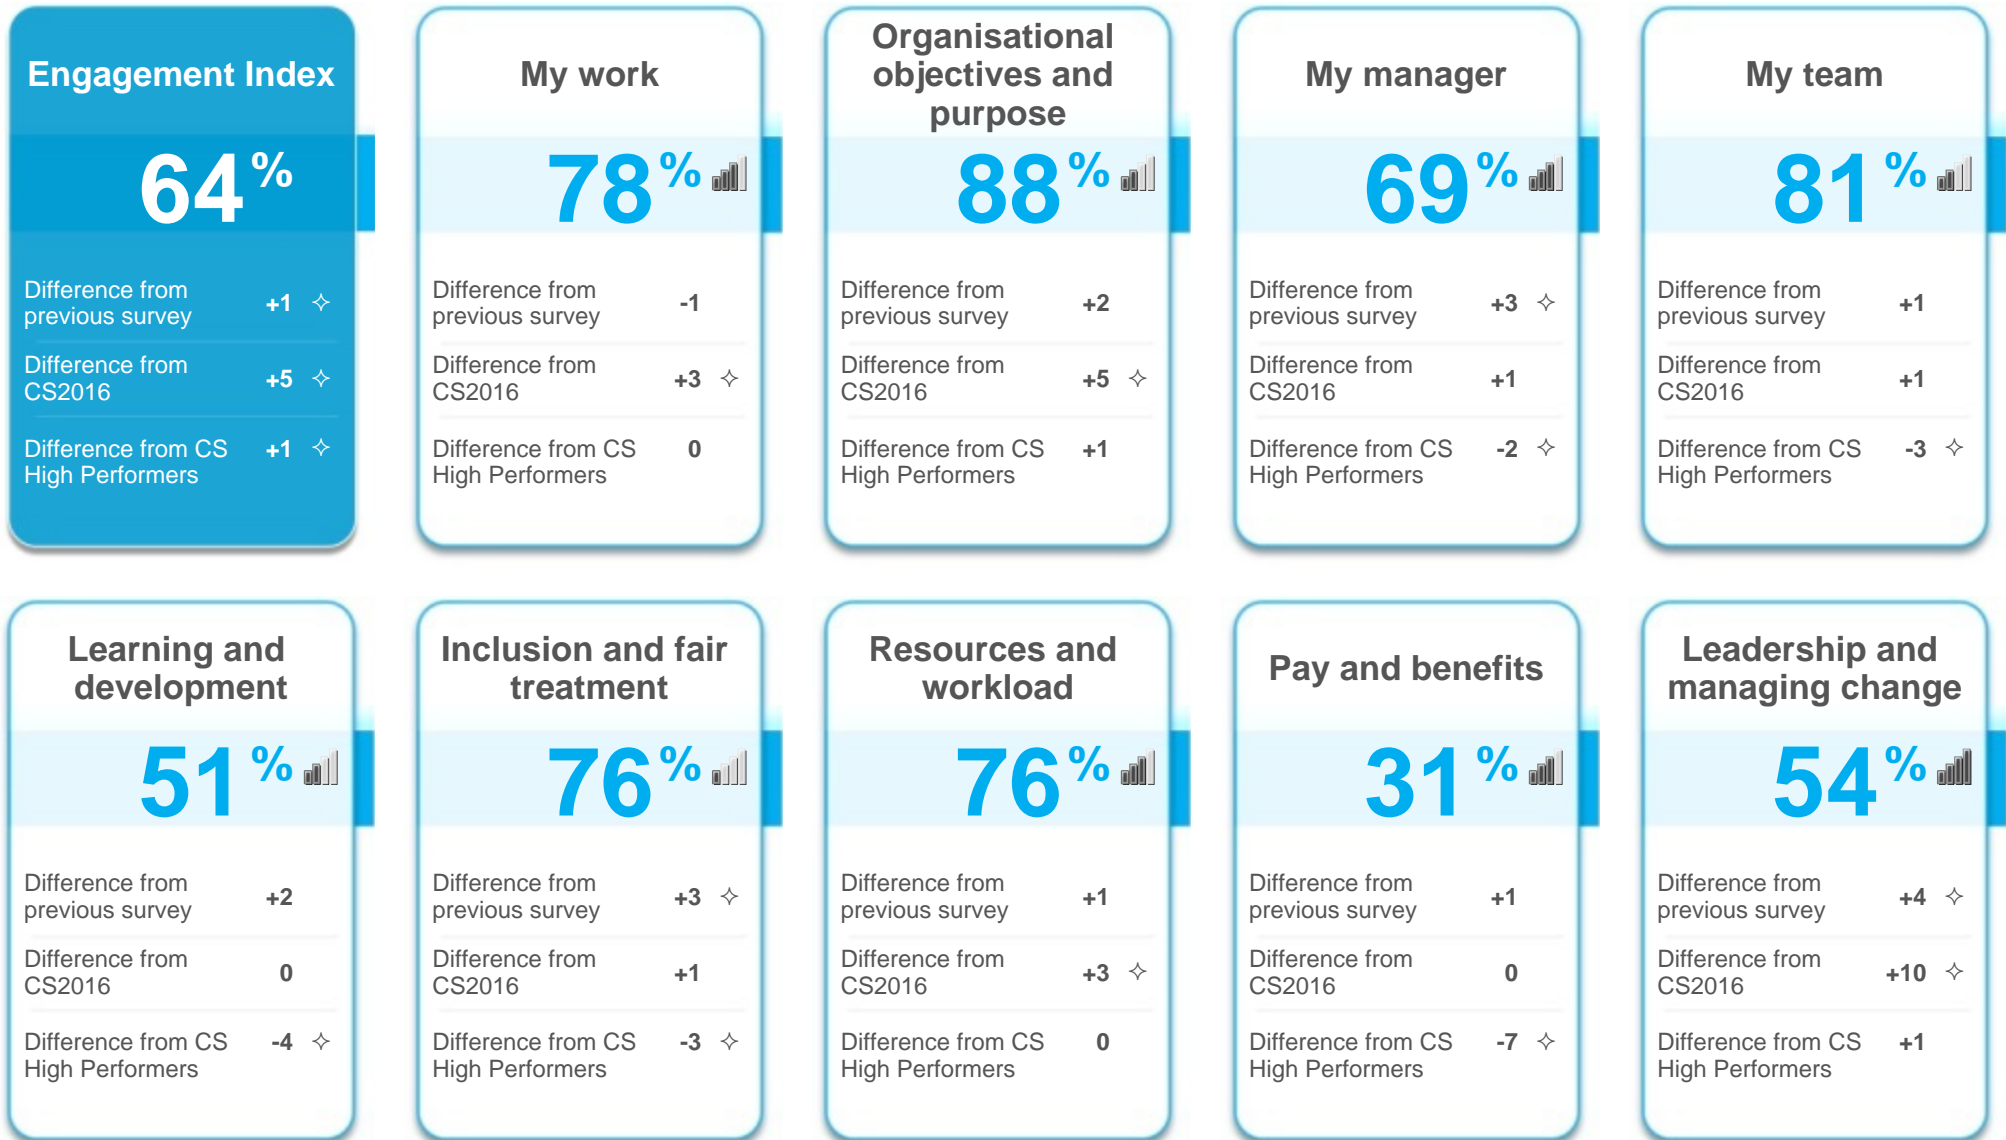 Engagement Index
64%
Difference from
previous survey
+1 ✧
Difference from
CS2016
+5 ✧
Difference from CS
High Performers
+1 ✧
My work
78%
Difference from
previous survey
-1
Difference from
CS2016
+3 ✧
Difference from CS
High Performers
0
Organisational
objectives and
purpose
88%
Difference from
previous survey
+2
Difference from
CS2016
+5 ✧
Difference from CS
High Performers
+1
My manager
69%
Difference from
previous survey
+3 ✧
Difference from
CS2016
+1
Difference from CS
High Performers
-2 ✧
My team
81%
Difference from
previous survey
+1
Difference from
CS2016
+1
Difference from CS
High Performers
-3 ✧
Learning and
development
51%
Difference from
previous survey
+2
Difference from
CS2016
0
Difference from CS
High Performers
-4 ✧
Inclusion and fair
treatment
76%
Difference from
previous survey
+3 ✧
Difference from
CS2016
+1
Difference from CS
High Performers
-3 ✧
Resources and
workload
76%
Difference from
previous survey
+1
Difference from
CS2016
+3 ✧
Difference from CS
High Performers
0
Pay and benefits
31%
Difference from
previous survey
+1
Difference from
CS2016
0
Difference from CS
High Performers
-7 ✧
Leadership and
managing change
54%
Difference from
previous survey
+4 ✧
Difference from
CS2016
+10 ✧
Difference from CS
High Performers
+1